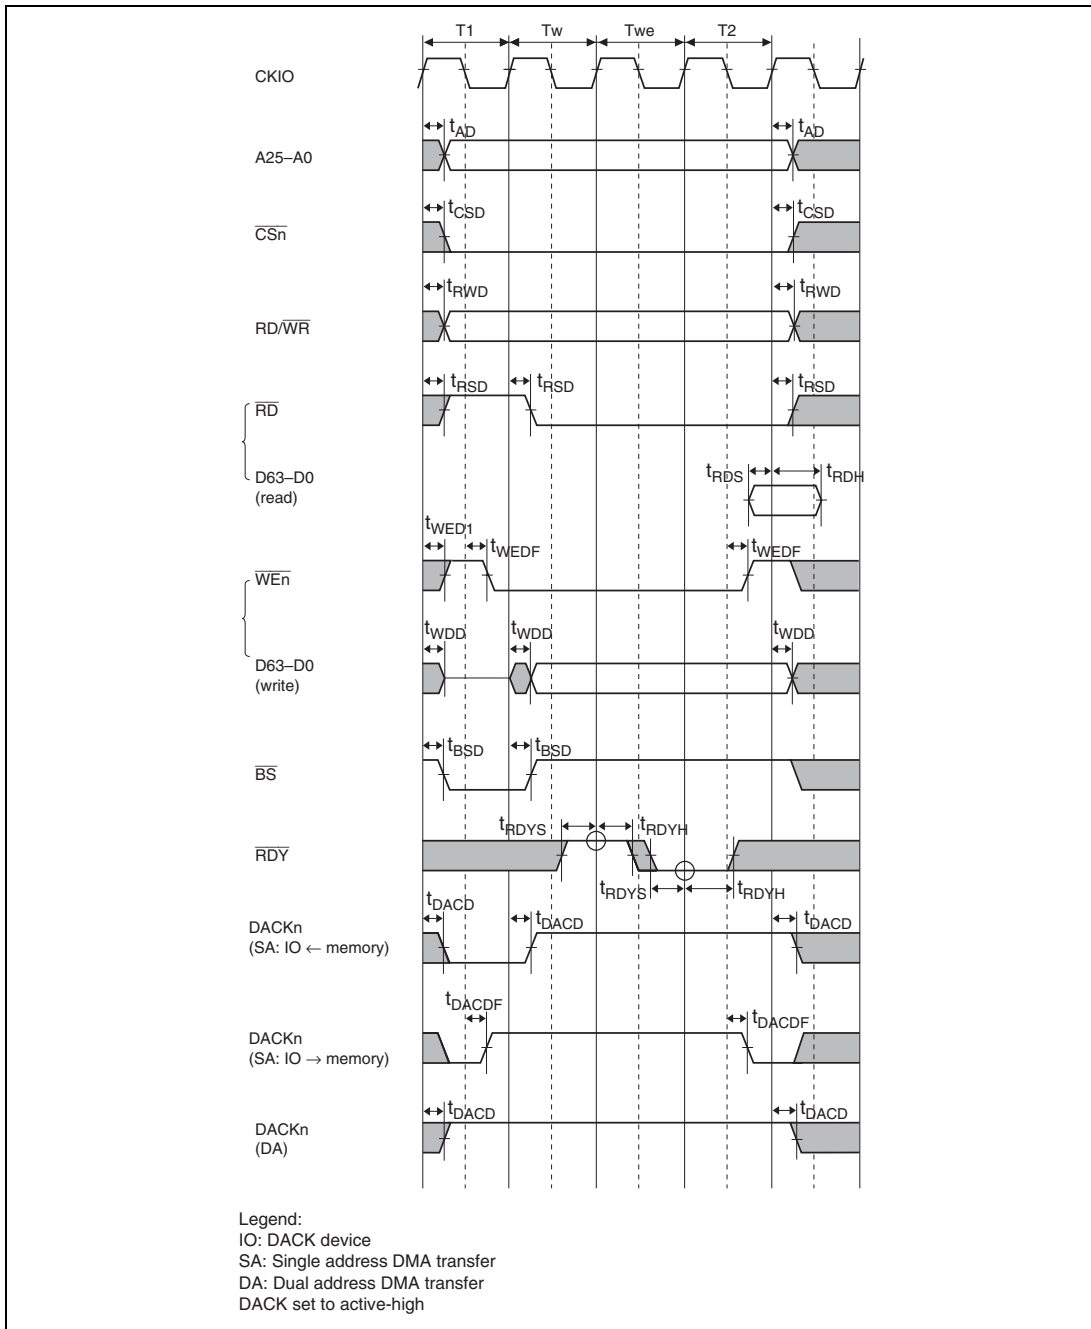 T1 Tw Twe T2
CKIO
tAD tAD
A25–A0
tCSD tCSD
CSn
tRWD tRWD
RD/WR
tRSD tRSD tRSD
RD
tRDS tRDH
D63–D0
(read)
tWED1 tWEDF tWEDF
WEn
tWDD tWDD tWDD
D63–D0
(write)
tBSD tBSD
BS
tRDYS tRDYH
RDY
tRDYS tRDYH
tDACD tDACD tDACD
DACKn
(SA: IO ← memory)
tDACDF tDACDF
DACKn
(SA: IO → memory)
tDACD tDACD
DACKn
(DA)
Legend:
IO: DACK device
SA: Single address DMA transfer
DA: Dual address DMA transfer
DACK set to active-high